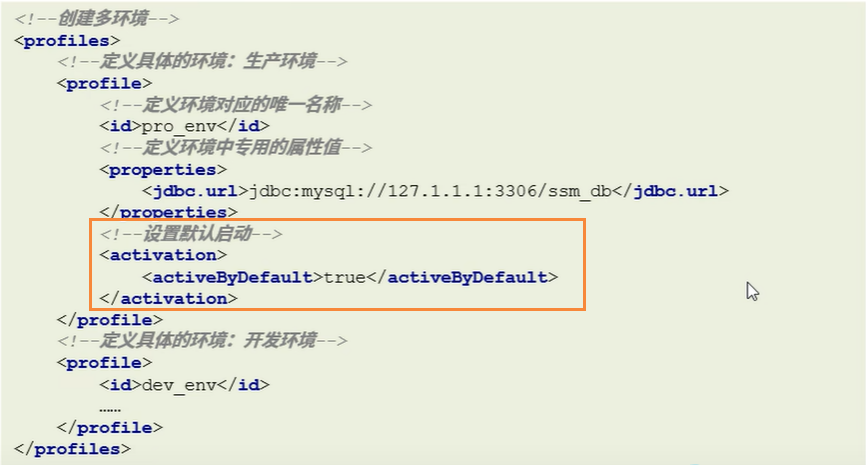 <!--创建多环境-->
<profiles>
<!--定义具体的环境：生产环境-->
<profile>
<!--定义环境对应的唯一名称-->
<id>pro_env</id>
<!--定义环境中专用的属性值-->
<properties>
<jdbc.url>jdbc:mysql://127.1.1.1:3306/ssm_db</jdbc.url>
</properties>
<!--设置默认启动-->
<activation>
<activeByDefault>true</activeByDefault>
</activation>
</profile>
<!--定义具体的环境：开发环境-->
<profile>
<id>dev_env</id>
……
</profile>
</profiles>